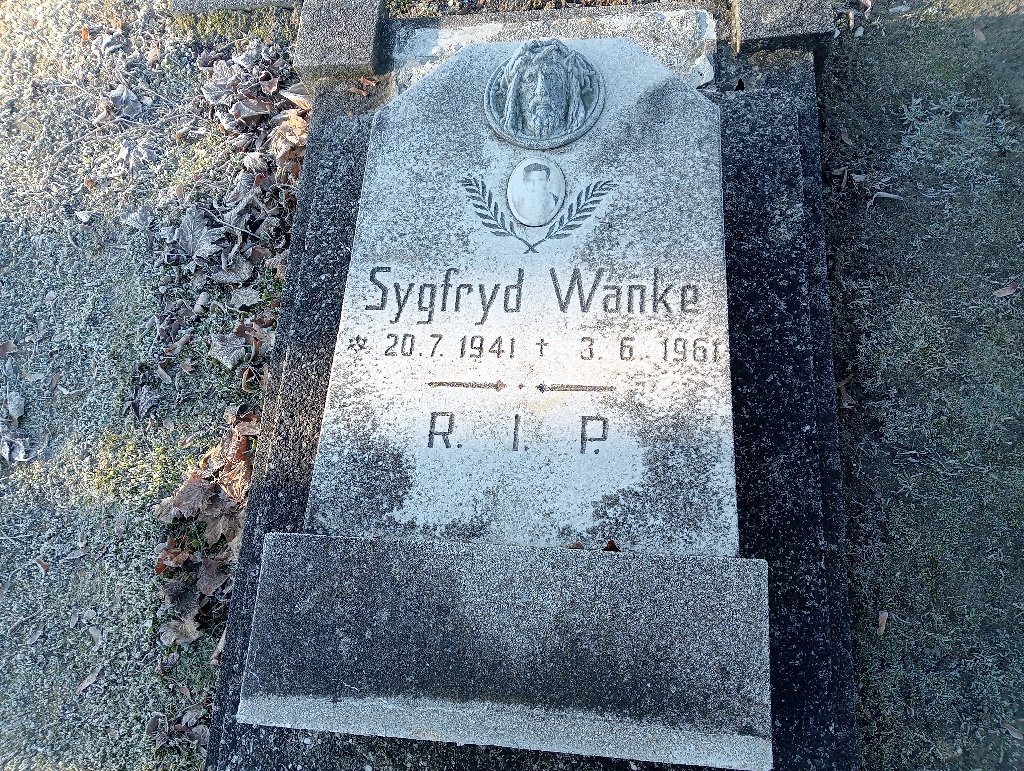 Sygfryd Wanke
* 20.7.1941 † 3.6.1961
R. I. P.